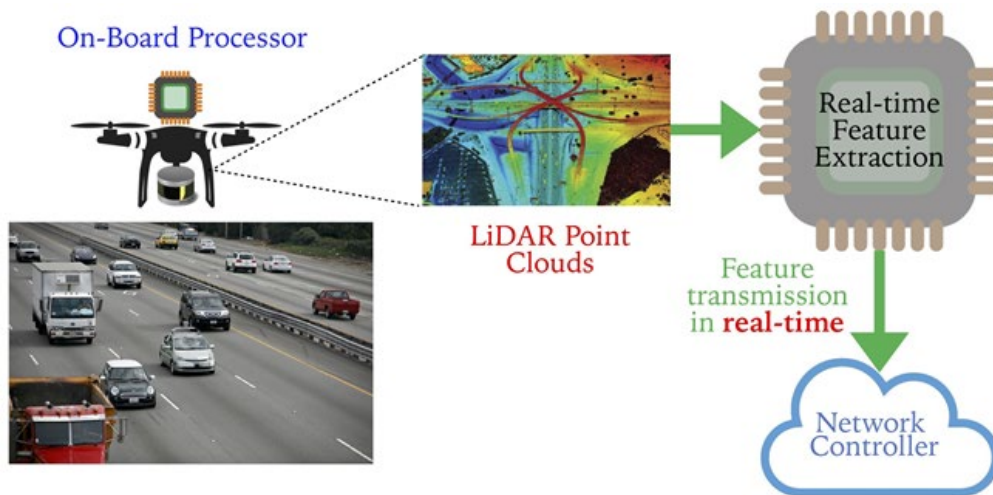 On-Board Processor
LiDAR Point
Clouds
Real-time
Feature
Extraction
Feature
transmission
in real-time
Network
Controller